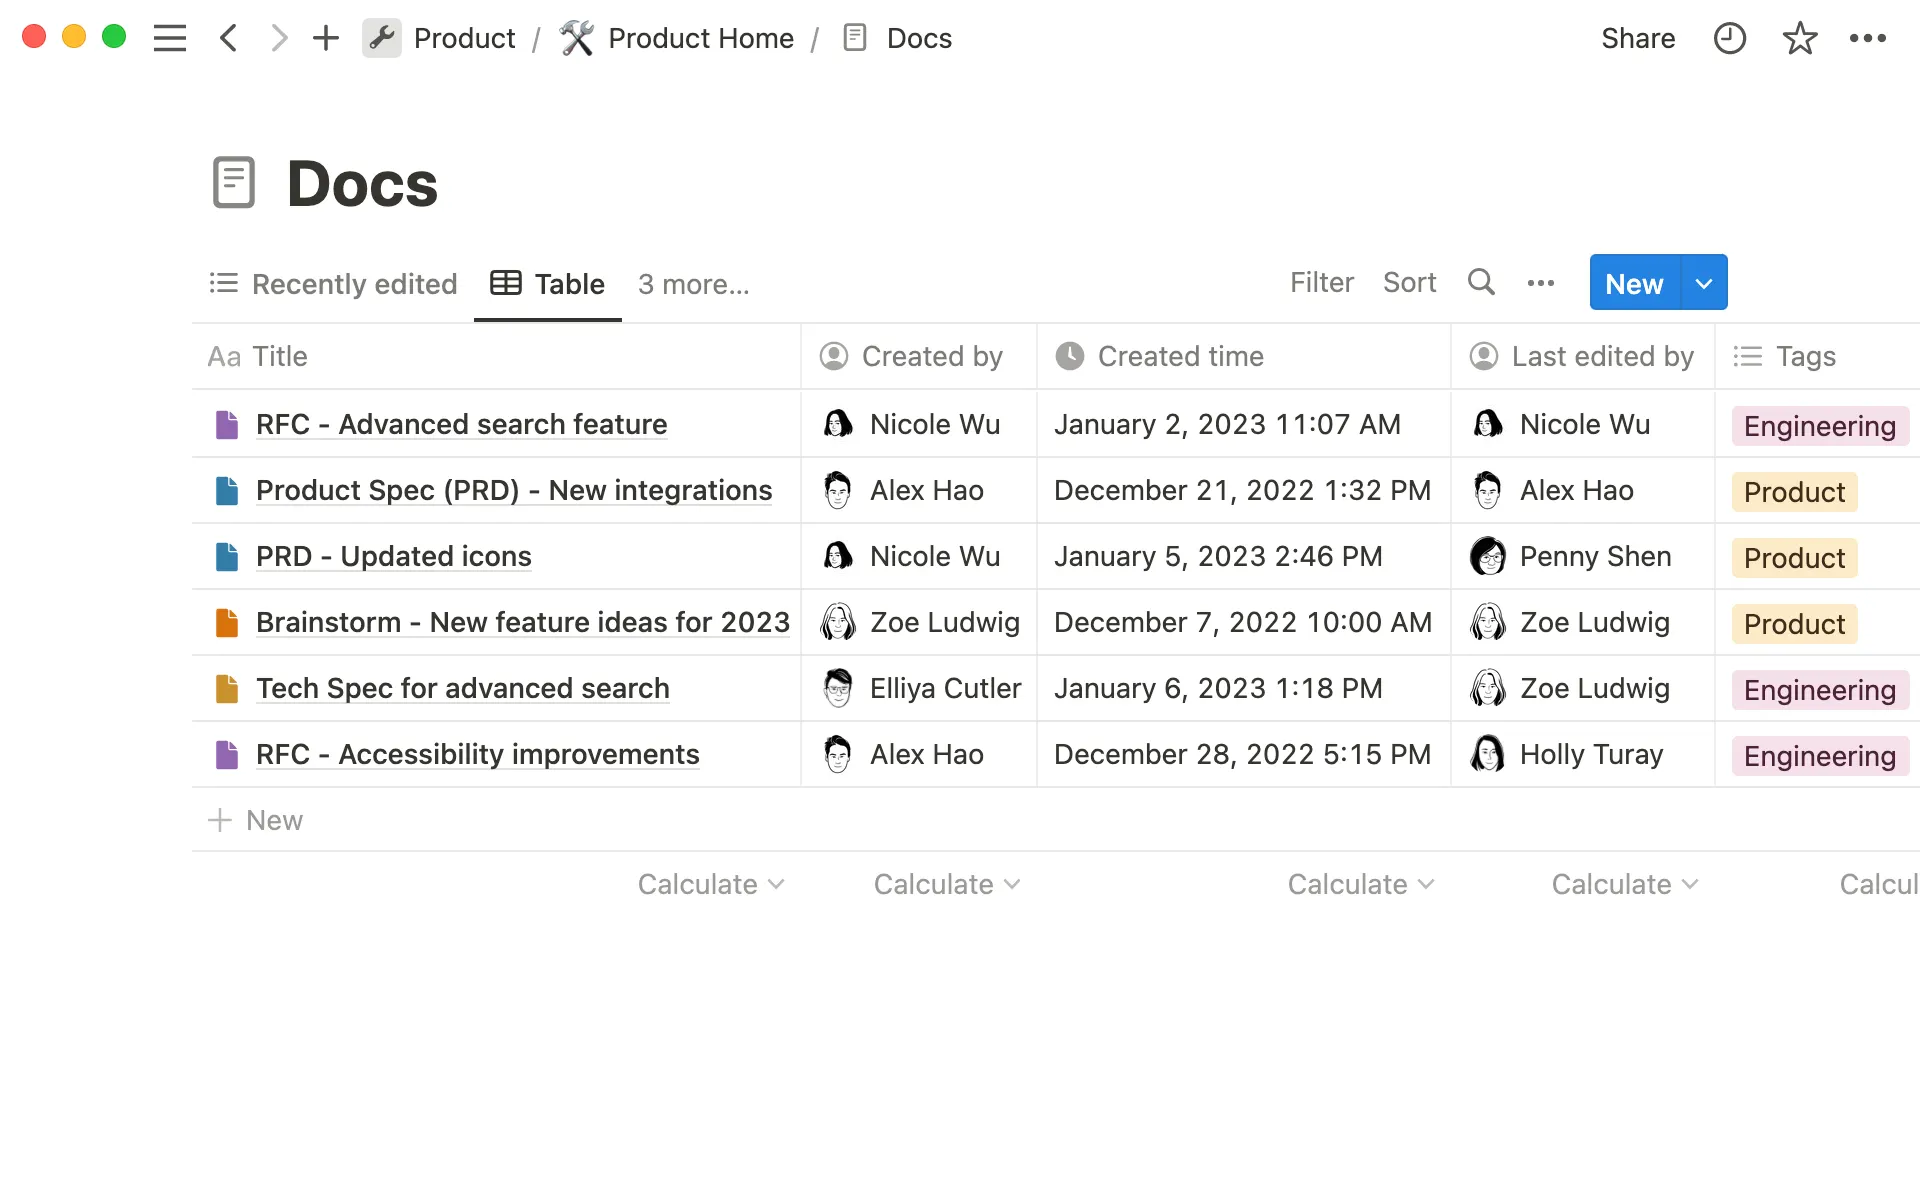 Product / Product Home / Docs
Share
Docs
Recently edited Table 3 more...
Filter Sort New
Aa Title Created by Created time Last edited by Tags
RFC - Advanced search feature Nicole Wu January 2, 2023 11:07 AM Nicole Wu Engineering
Product Spec (PRD) - New integrations Alex Hao December 21, 2022 1:32 PM Alex Hao Product
PRD - Updated icons Nicole Wu January 5, 2023 2:46 PM Penny Shen Product
Brainstorm - New feature ideas for 2023 Zoe Ludwig December 7, 2022 10:00 AM Zoe Ludwig Product
Tech Spec for advanced search Elliya Cutler January 6, 2023 1:18 PM Zoe Ludwig Engineering
RFC - Accessibility improvements Alex Hao December 28, 2022 5:15 PM Holly Turay Engineering
New
Calculate Calculate Calculate Calculate Calcul